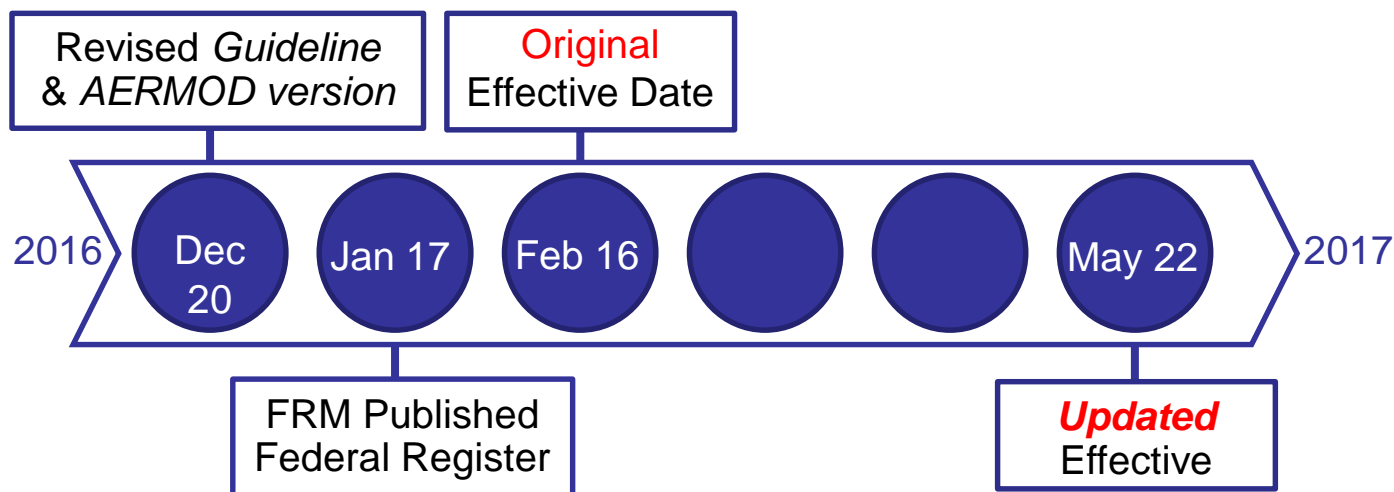 Revised Guideline
& AERMOD version
Original
Effective Date
2016
Dec
20
Jan 17
Feb 16
May 22
2017
FRM Published
Federal Register
Updated
Effective